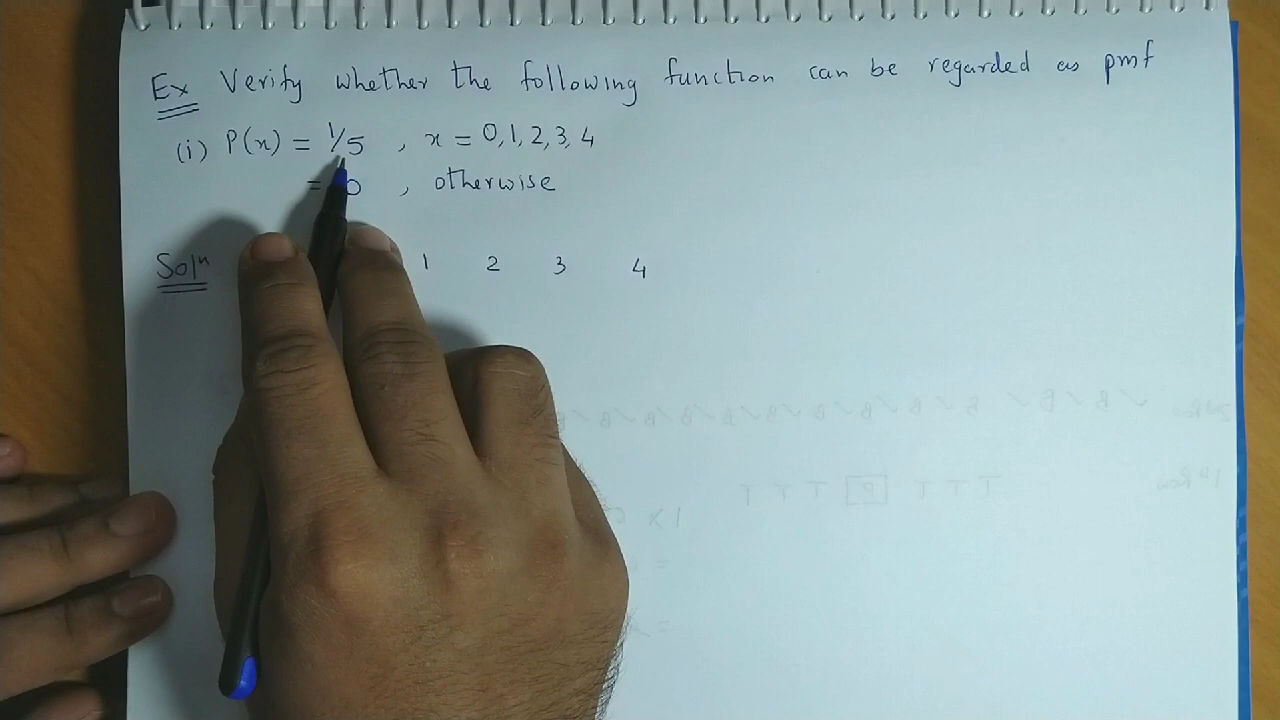 Ex Verify whether the following function can be regarded as pmf
(i) P(x) = 1/5 , x = 0,1,2,3,4
= 0 , otherwise
Soln 1 2 3 4